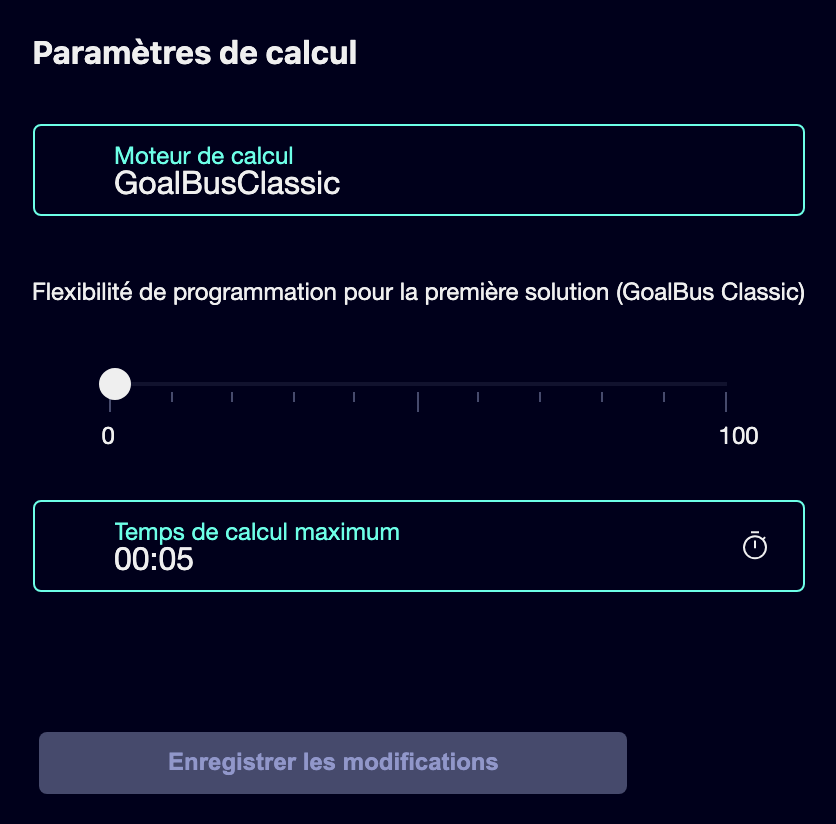 Paramètres de calcul
Moteur de calcul
GoalBusClassic
Flexibilité de programmation pour la première solution (GoalBus Classic)
0
100
Temps de calcul maximum
00:05
Enregistrer les modifications